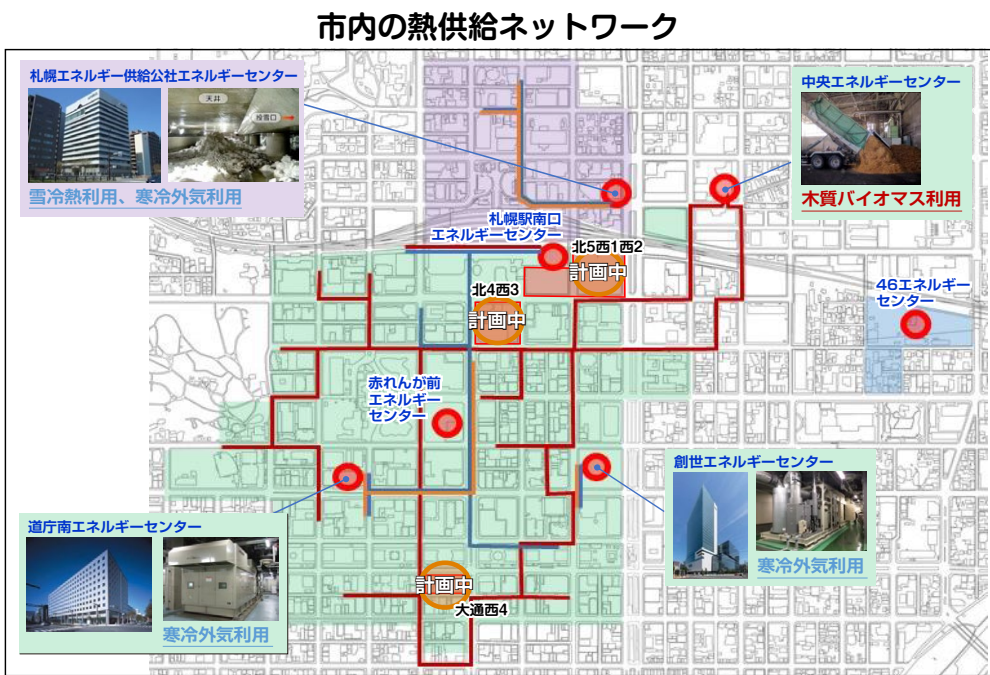 市内の熱供給ネットワーク
札幌エネルギー供給公社エネルギーセンター
天井
投雪口
雪冷熱利用、寒冷外気利用
中央エネルギーセンター
木質バイオマス利用
札幌駅南口
エネルギーセンター
北5西1西2
計画中
北4西3
計画中
46エネルギー
センター
赤れんが前
エネルギー
センター
創世エネルギーセンター
寒冷外気利用
道庁南エネルギーセンター
寒冷外気利用
計画中
大通西4